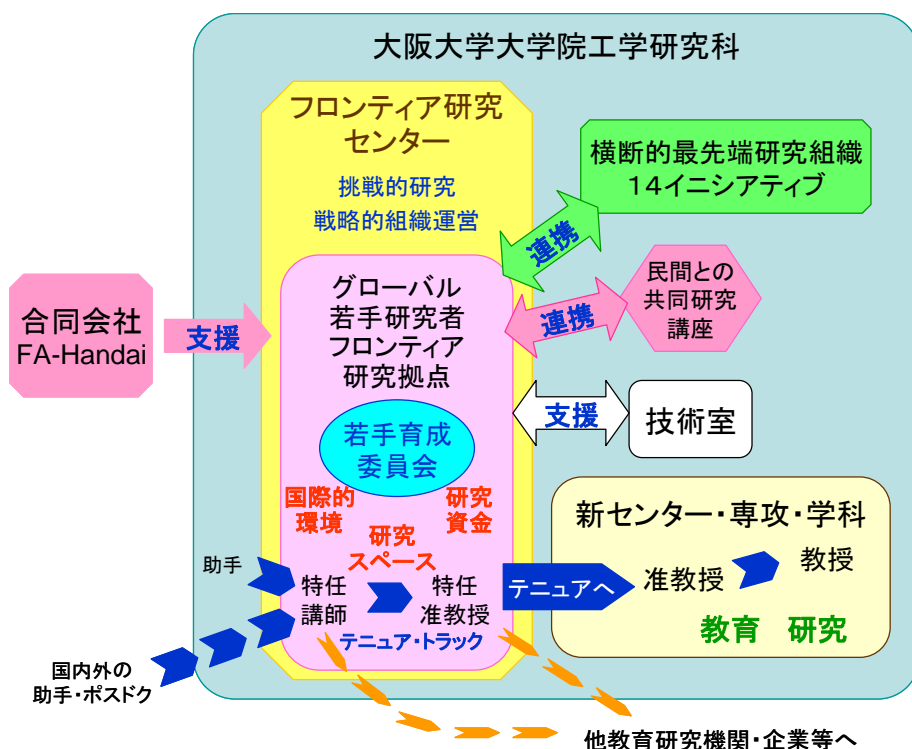 大阪大学大学院工学研究科
フロンティア研究
センター
挑戦的研究
戦略的組織運営
横断的最先端研究組織
14イニシアティブ
連携
民間との
共同研究
講座
連携
合同会社
FA-Handai
支援
グローバル
若手研究者
フロンティア
研究拠点
支援
技術室
若手育成
委員会
国際的
環境
研究
資金
研究
スペース
新センター・専攻・学科
助手
特任
講師
特任
准教授
テニュアへ
准教授
教授
テニュア・トラック
教育 研究
国内外の
助手・ポスドク
他教育研究機関・企業等へ